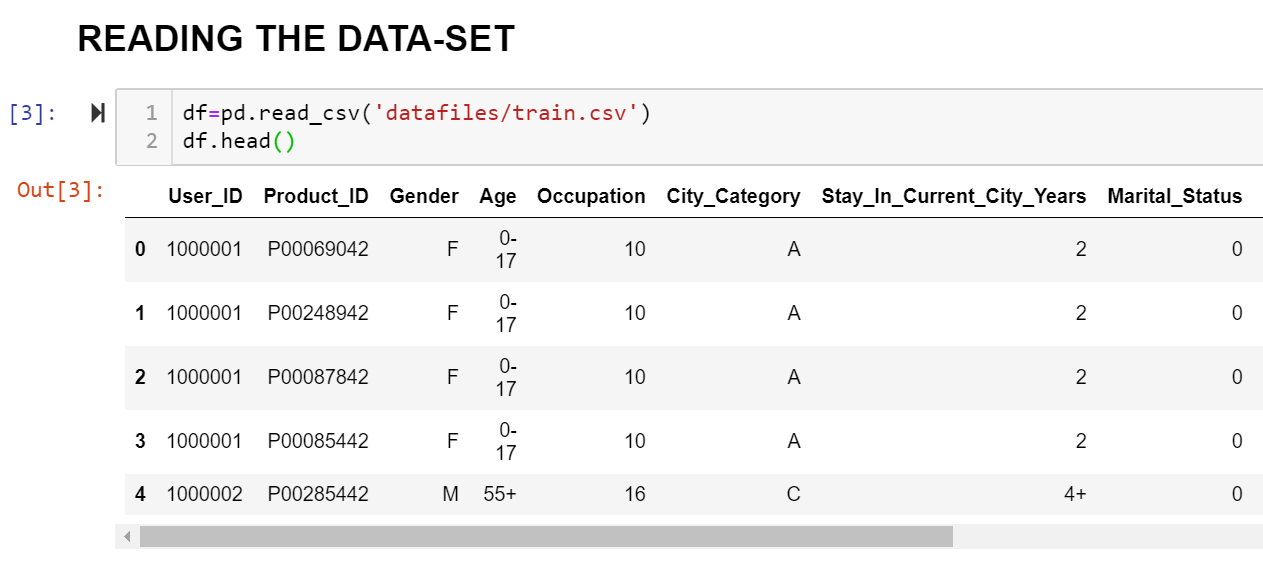 READING THE DATA-SET
[3]:
1 df=pd.read_csv('datafiles/train.csv')
2 df.head()
Out[3]:
User_ID Product_ID Gender Age Occupation City_Category Stay_In_Current_City_Years Marital_Status
0 1000001 P00069042 F 0-17 10 A 2 0
1 1000001 P00248942 F 0-17 10 A 2 0
2 1000001 P00087842 F 0-17 10 A 2 0
3 1000001 P00085442 F 0-17 10 A 2 0
4 1000002 P00285442 M 55+ 16 C 4+ 0